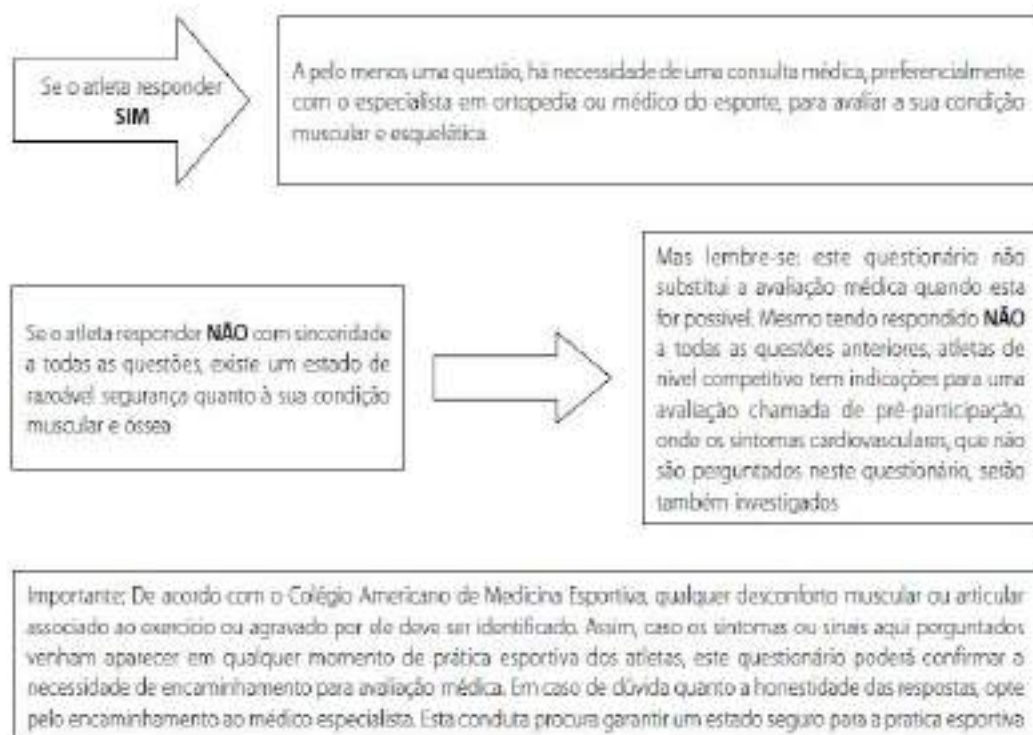 Se o atleta responder
SIM
A pelo menos uma questão, há necessidade de uma consulta médica, preferencialmente
com o especialista em ortopedia ou médico do esporte, para avaliar a sua condição
muscular e esquelética
Se o atleta responder NÃO com sinceridade
a todas as questões, existe um estado de
razoável segurança quanto à sua condição
muscular e óssea
Mas lembre-se: este questionário não
substitui a avaliação médica quando esta
for possível. Mesmo tendo respondido NÃO
a todas as questões anteriores, atletas de
nível competitivo tem indicações para uma
avaliação chamada de pré-participação,
onde os sintomas cardiovasculares, que não
são perguntados neste questionário, serão
também investigados
Importante: De acordo com o Colégio Americano de Medicina Esportiva, qualquer desconforto muscular ou articular
associado ao exercício ou agravado por ele deve ser identificado. Assim, caso os sintomas ou sinais aqui perguntados
venham aparecer em qualquer momento de prática esportiva dos atletas, este questionário poderá confirmar a
necessidade de encaminhamento para avaliação médica. Em caso de dúvida quanto a honestidade das respostas, opte
pelo encaminhamento ao médico especialista. Esta conduta procura garantir um estado seguro para a pratica esportiva